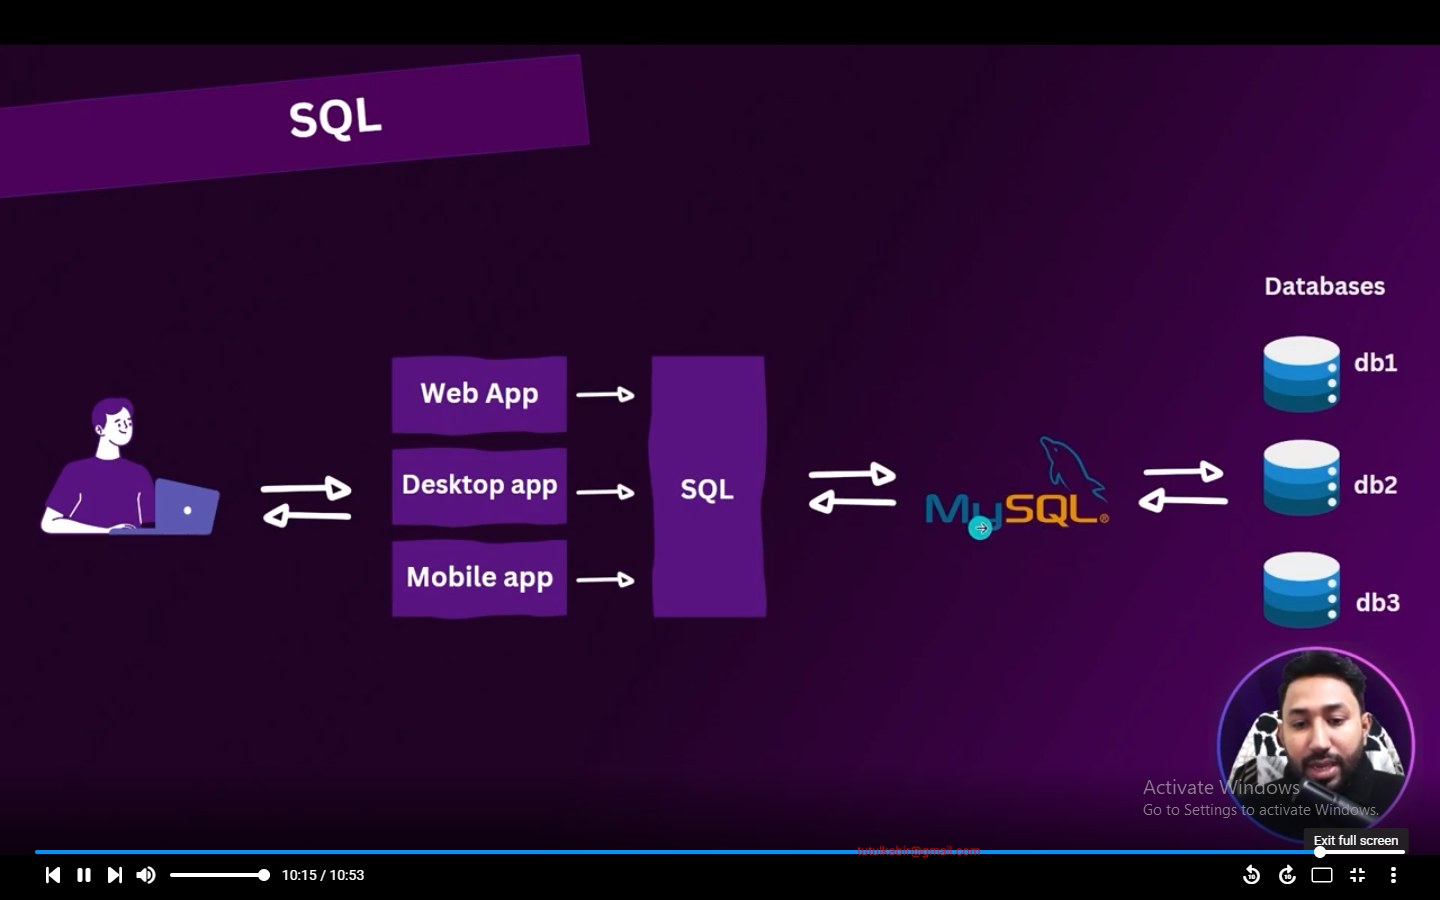 SQL
Databases
db1
Web App
Desktop app
SQL
db2
MySQL®
Mobile app
db3
Activate Windows
Go to Settings to activate Windows.
Exit full screen
10:15 / 10:53